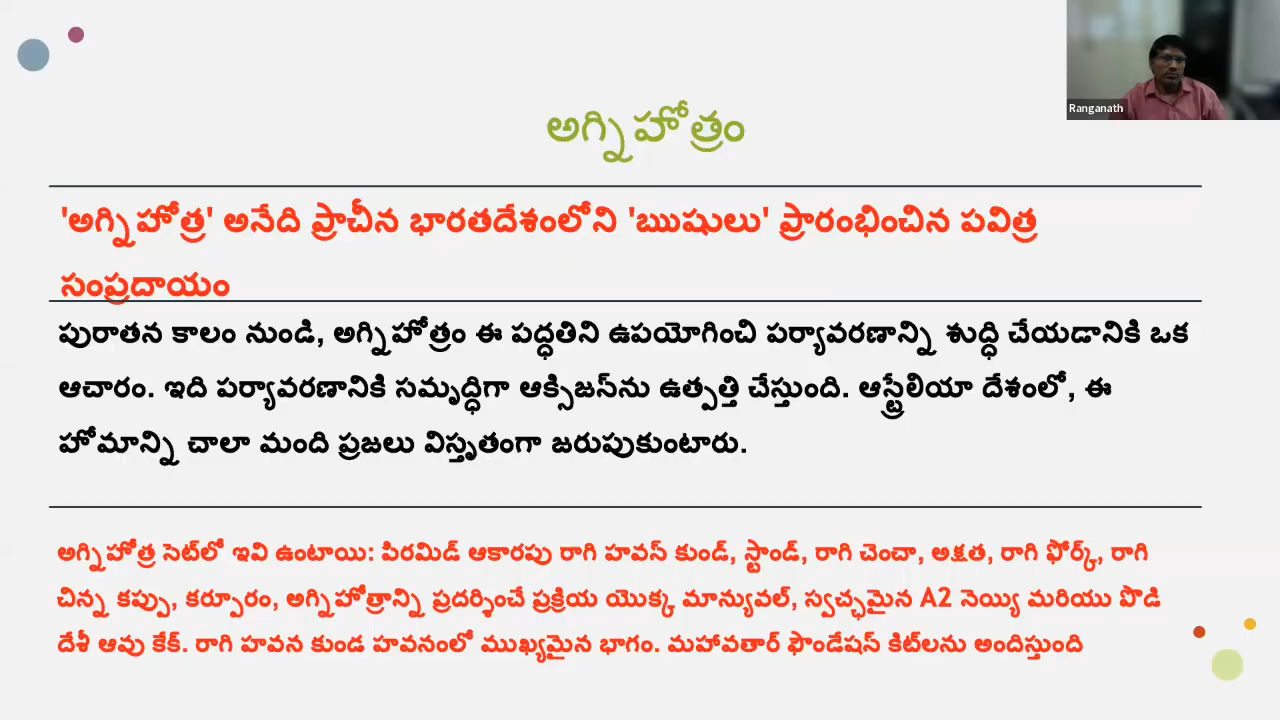 Ranganath
అగ్నిహోత్రం
'అగ్నిహోత్ర' అనేది ప్రాచీన భారతదేశంలోని 'ఋషులు' ప్రారంభించిన పవిత్ర
సంప్రదాయం
పురాతన కాలం నుండి, అగ్నిహోత్రం ఈ పద్ధతిని ఉపయోగించి పర్యావరణాన్ని శుద్ధి చేయడానికి ఒక
ఆచారం. ఇది పర్యావరణానికి సమృద్ధిగా ఆక్సిజన్‌ను ఉత్పత్తి చేస్తుంది. ఆస్ట్రేలియా దేశంలో, ఈ
హోమాన్ని చాలా మంది ప్రజలు విస్తృతంగా జరుపుకుంటారు.
అగ్నిహోత్ర సెట్‌లో ఇవి ఉంటాయి: పిరమిడ్ ఆకారపు రాగి హవస్ కుండ్, స్టాండ్, రాగి చెంచా, అక్షత, రాగి ఫోర్క్, రాగి
చిన్న కప్పు, కర్పూరం, అగ్నిహోత్రాన్ని ప్రదర్శించే ప్రక్రియ యొక్క మాన్యువల్, స్వచ్ఛమైన A2 నెయ్యి మరియు పొడి
దేశీ ఆవు కేక్. రాగి హవన కుండ హవనంలో ముఖ్యమైన భాగం. మహావతార్ ఫౌండేషన్ కిట్‌లను అందిస్తుంది